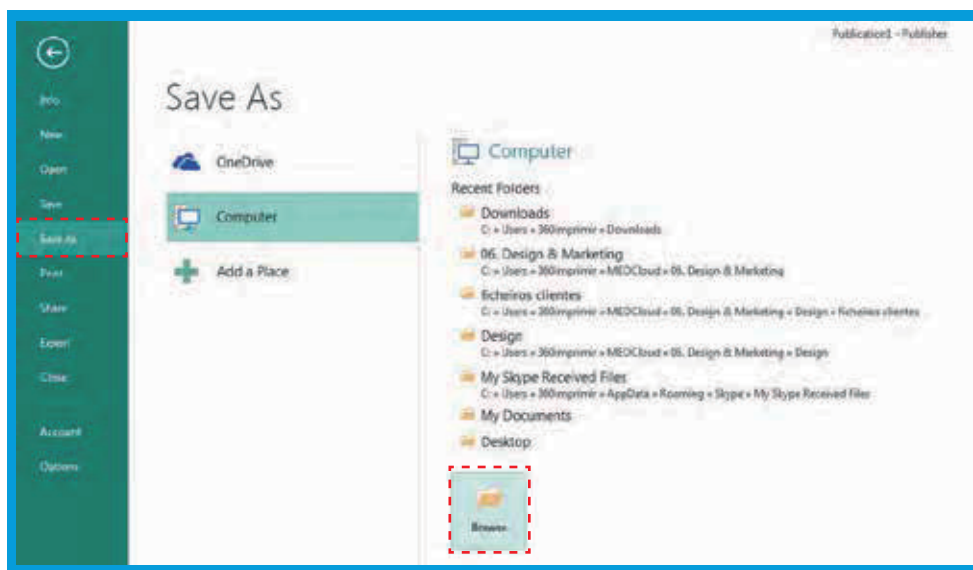 Publication1 - Publisher
Info
New
Open
Save
Save As
Print
Share
Export
Close
Account
Options
Save As
OneDrive
Computer
Add a Place
Computer
Recent Folders
Downloads
C: » Users » 360imprimir » Downloads
06. Design & Marketing
C: » Users » 360imprimir » MEOCloud » 06. Design & Marketing
ficheiros clientes
C: » Users » 360imprimir » MEOCloud » 06. Design & Marketing » Design » ficheiros clientes
Design
C: » Users » 360imprimir » MEOCloud » 06. Design & Marketing » Design
My Skype Received Files
C: » Users » 360imprimir » AppData » Roaming » Skype » My Skype Received Files
My Documents
Desktop
Browse